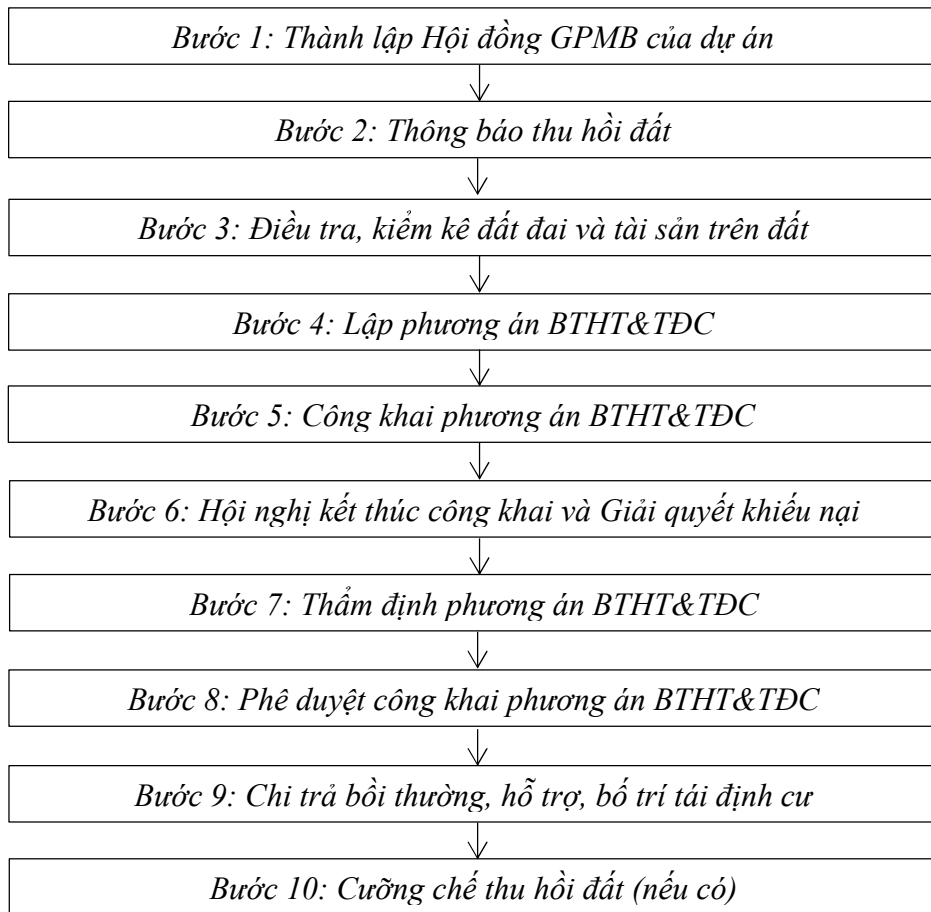 Bước 1: Thành lập Hội đồng GPMB của dự án
Bước 2: Thông báo thu hồi đất
Bước 3: Điều tra, kiểm kê đất đai và tài sản trên đất
Bước 4: Lập phương án BTHT&TĐC
Bước 5: Công khai phương án BTHT&TĐC
Bước 6: Hội nghị kết thúc công khai và Giải quyết khiếu nại
Bước 7: Thẩm định phương án BTHT&TĐC
Bước 8: Phê duyệt công khai phương án BTHT&TĐC
Bước 9: Chi trả bồi thường, hỗ trợ, bố trí tái định cư
Bước 10: Cưỡng chế thu hồi đất (nếu có)